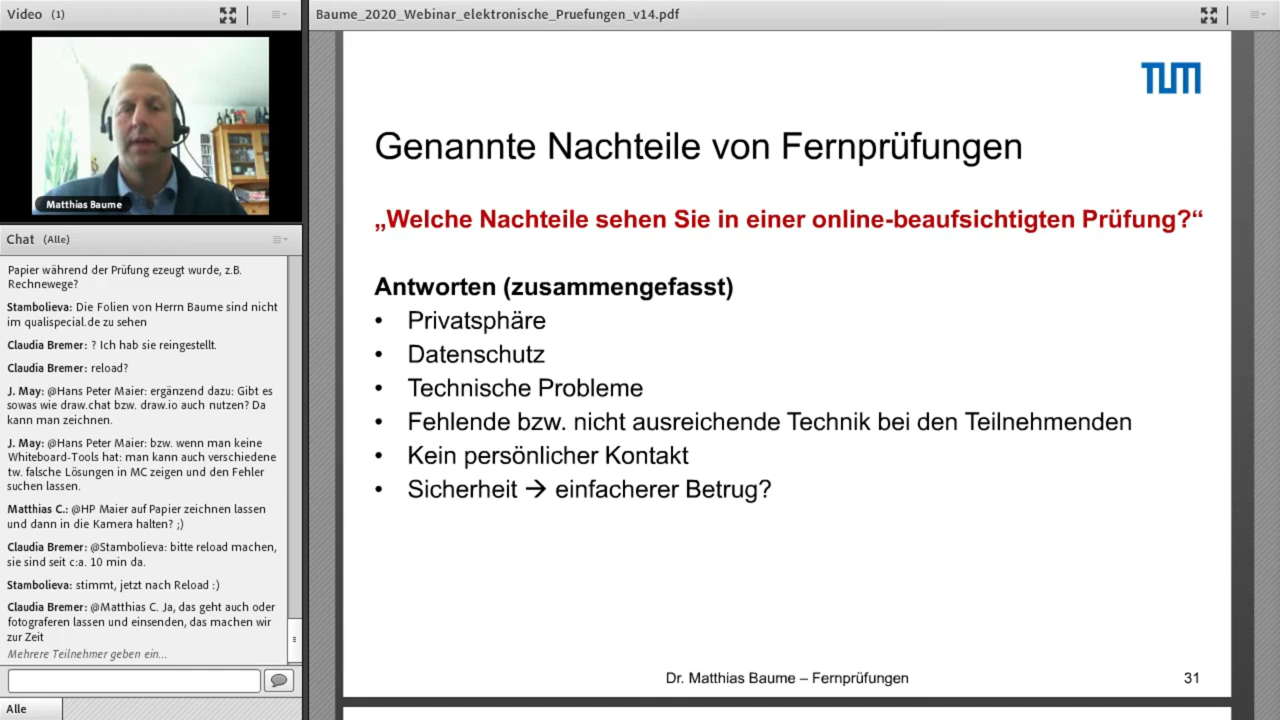 Video (1)
Matthias Baume
Chat (Alle)
Papier während der Prüfung ezeugt wurde, z.B.
Rechnewege?
Stambolieva: Die Folien von Herrn Baume sind nicht
im qualispecial.de zu sehen
Claudia Bremer: ? Ich hab sie reingestellt.
Claudia Bremer: reload?
J. May: @Hans Peter Maier: ergänzend dazu: Gibt es
sowas wie draw.chat bzw. draw.io auch nutzen? Da
kann man zeichnen.
J. May: @Hans Peter Maier: bzw. wenn man keine
Whiteboard-Tools hat: man kann auch verschiedene
tw. falsche Lösungen in MC zeigen und den Fehler
suchen lassen.
Matthias C.: @HP Maier auf Papier zeichnen lassen
und dann in die Kamera halten? ;)
Claudia Bremer: @Stambolieva: bitte reload machen,
sie sind seit c:a. 10 min da.
Stambolieva: stimmt, jetzt nach Reload :)
Claudia Bremer: @Matthias C. Ja, das geht auch oder
fotograferen lassen und einsenden, das machen wir
zur Zeit
Mehrere Teilnehmer geben ein...
Alle
Baume_2020_Webinar_elektronische_Pruefungen_v14.pdf
TUM
Genannte Nachteile von Fernprüfungen
„Welche Nachteile sehen Sie in einer online-beaufsichtigten Prüfung?“
Antworten (zusammengefasst)
• Privatsphäre
• Datenschutz
• Technische Probleme
• Fehlende bzw. nicht ausreichende Technik bei den Teilnehmenden
• Kein persönlicher Kontakt
• Sicherheit → einfacherer Betrug?
Dr. Matthias Baume – Fernprüfungen
31